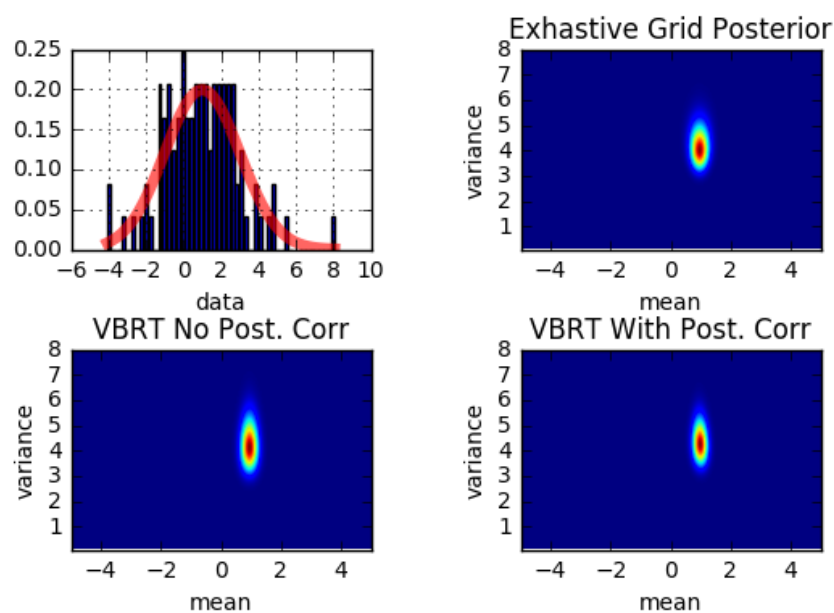 0.25
0.20
0.15
0.10
0.05
0.00
−6 −4 −2 0 2 4 6 8 10
data
Exhastive Grid Posterior
8
7
6
5
4
3
2
1
variance
−4 −2 0 2 4
mean
VBRT No Post. Corr
8
7
6
5
4
3
2
1
variance
−4 −2 0 2 4
mean
VBRT With Post. Corr
8
7
6
5
4
3
2
1
variance
−4 −2 0 2 4
mean